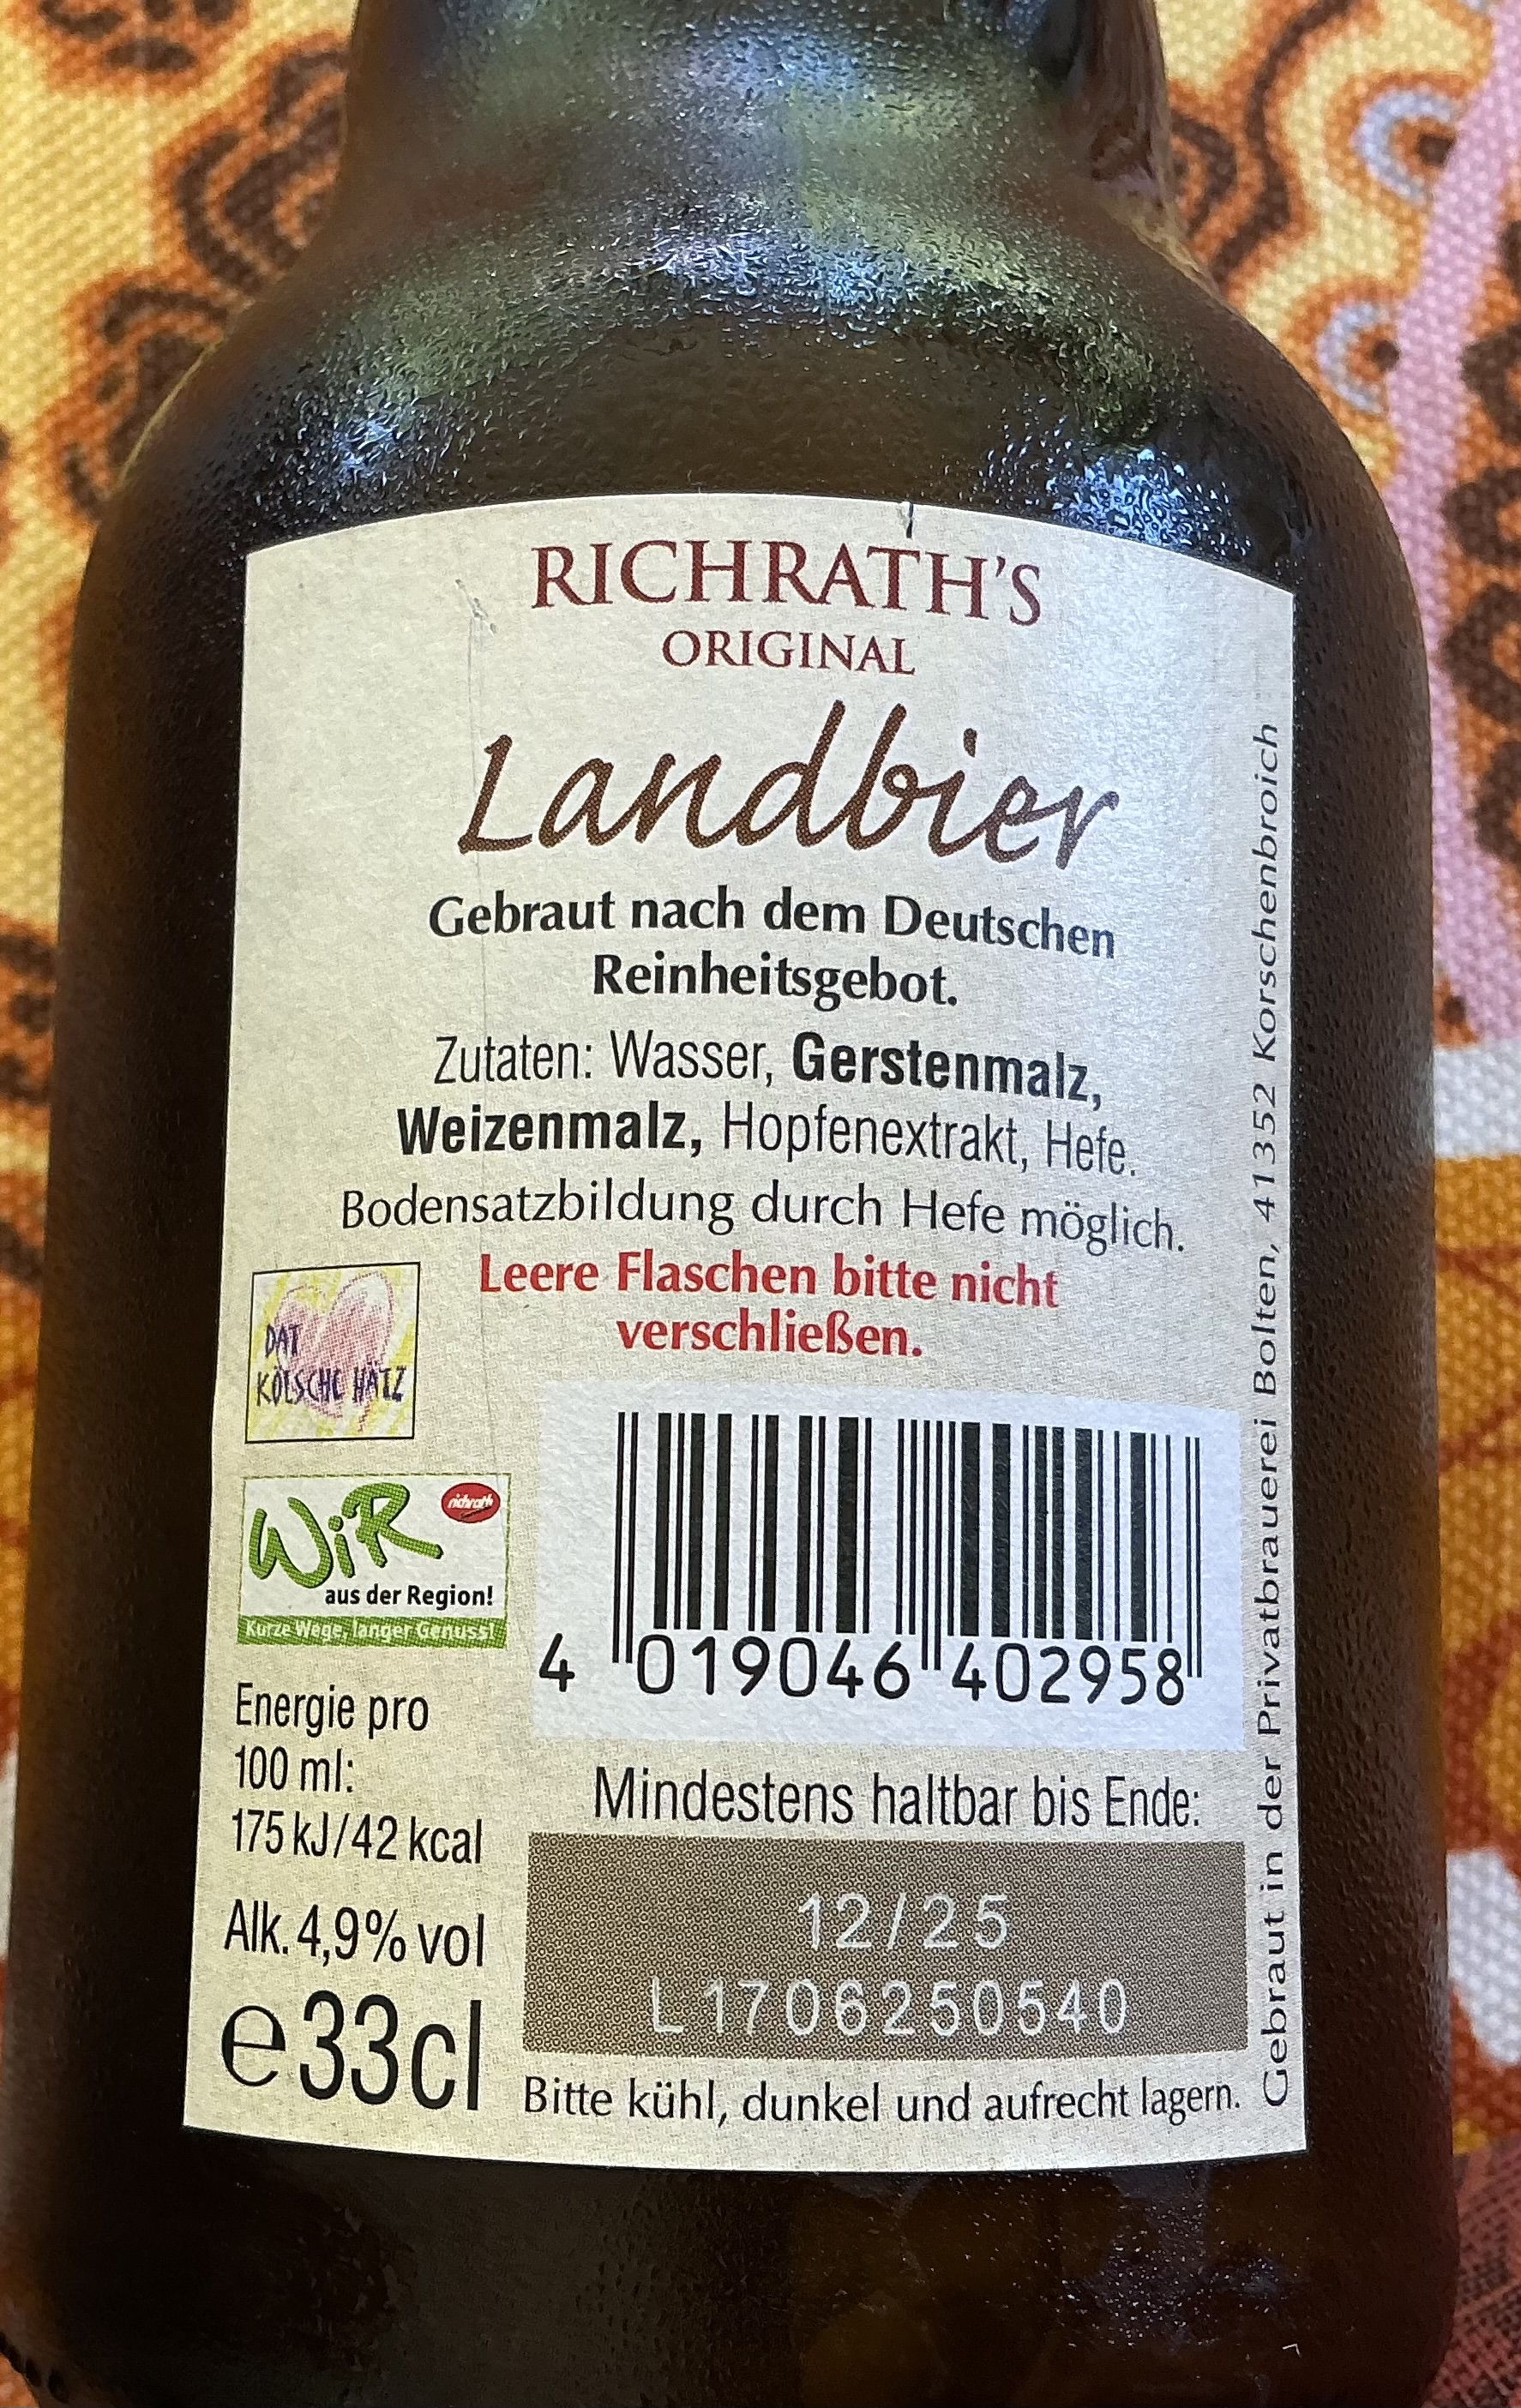 RICHRATH'S
ORIGINAL
Landbier
Gebraut nach dem Deutschen
Reinheitsgebot.
Zutaten: Wasser, Gerstenmalz,
Weizenmalz, Hopfenextrakt, Hefe.
Bodensatzbildung durch Hefe möglich.
Leere Flaschen bitte nicht
verschließen.
DAT
KÖLSCHE HÄTZ
WiR
richrath
aus der Region!
Kurze Wege, langer Genuss!
4 019046 402958
Energie pro
100 ml:
175 kJ/42 kcal
Alk. 4,9% vol
e 33cl
Mindestens haltbar bis Ende:
12/25
L1706250540
Bitte kühl, dunkel und aufrecht lagern.
Gebraut in der Privatbrauerei Bolten, 41352 Korschenbroich